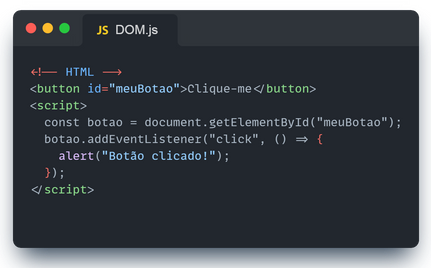 JS DOM.js
<!-- HTML -->
<button id="meuBotao">Clique-me</button>
<script>
  const botao = document.getElementById("meuBotao");
  botao.addEventListener("click", () => {
    alert("Botão clicado!");
  });
</script>